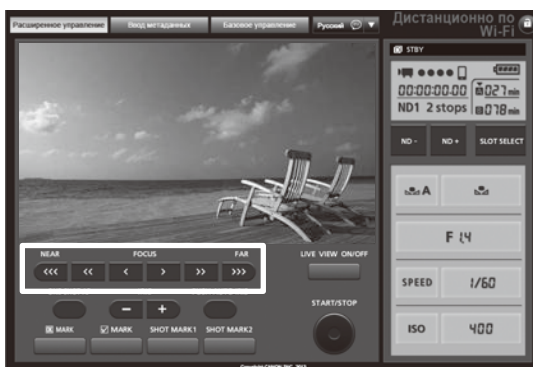 Расширенное управление
Ввод метаданных
Базовое управление
Русский
Дистанционно по
Wi-Fi
STBY
00:00:00.00
A 027 min
ND1 2 stops
B 078 min
ND -
ND +
SLOT SELECT
A
F 1.4
SPEED
1/60
ISO
400
NEAR
FOCUS
FAR
<<<
<<
<
>
>>
>>>
LIVE VIEW ON/OFF
−
+
START/STOP
OK MARK
MARK
SHOT MARK1
SHOT MARK2